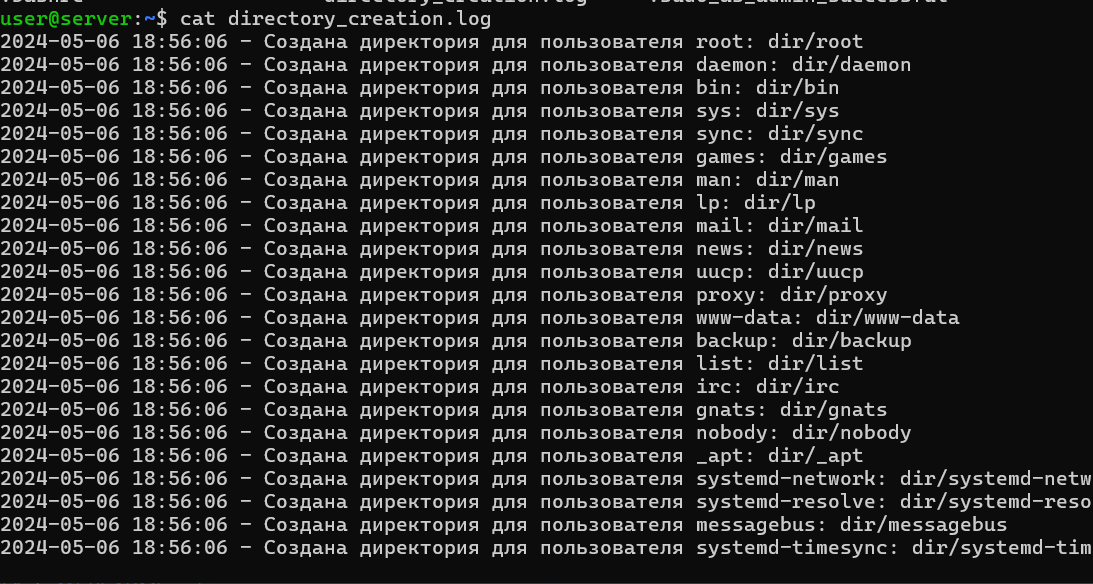 user@server:~$ cat directory_creation.log
2024-05-06 18:56:06 - Создана директория для пользователя root: dir/root
2024-05-06 18:56:06 - Создана директория для пользователя daemon: dir/daemon
2024-05-06 18:56:06 - Создана директория для пользователя bin: dir/bin
2024-05-06 18:56:06 - Создана директория для пользователя sys: dir/sys
2024-05-06 18:56:06 - Создана директория для пользователя sync: dir/sync
2024-05-06 18:56:06 - Создана директория для пользователя games: dir/games
2024-05-06 18:56:06 - Создана директория для пользователя man: dir/man
2024-05-06 18:56:06 - Создана директория для пользователя lp: dir/lp
2024-05-06 18:56:06 - Создана директория для пользователя mail: dir/mail
2024-05-06 18:56:06 - Создана директория для пользователя news: dir/news
2024-05-06 18:56:06 - Создана директория для пользователя uucp: dir/uucp
2024-05-06 18:56:06 - Создана директория для пользователя proxy: dir/proxy
2024-05-06 18:56:06 - Создана директория для пользователя www-data: dir/www-data
2024-05-06 18:56:06 - Создана директория для пользователя backup: dir/backup
2024-05-06 18:56:06 - Создана директория для пользователя list: dir/list
2024-05-06 18:56:06 - Создана директория для пользователя irc: dir/irc
2024-05-06 18:56:06 - Создана директория для пользователя gnats: dir/gnats
2024-05-06 18:56:06 - Создана директория для пользователя nobody: dir/nobody
2024-05-06 18:56:06 - Создана директория для пользователя _apt: dir/_apt
2024-05-06 18:56:06 - Создана директория для пользователя systemd-network: dir/systemd-netw
2024-05-06 18:56:06 - Создана директория для пользователя systemd-resolve: dir/systemd-reso
2024-05-06 18:56:06 - Создана директория для пользователя messagebus: dir/messagebus
2024-05-06 18:56:06 - Создана директория для пользователя systemd-timesync: dir/systemd-tim